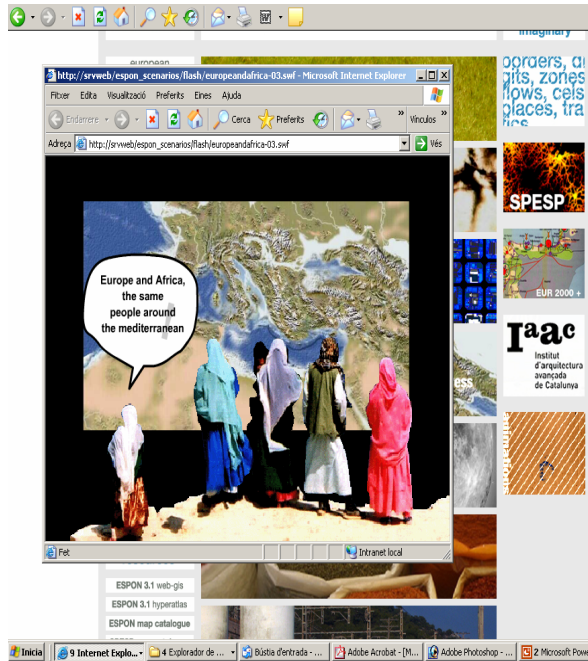 imaginary
european
borders, di
gits, zones
flows, cels
places, tra
fics
http://srvweb/espon_scenarios/flash/europeandafrica-03.swf - Microsoft Internet Explorer
Fitxer Edita Visualització Preferits Eines Ajuda
Endarrere Cerca Preferits » Vínculos »
Adreça http://srvweb/espon_scenarios/flash/europeandafrica-03.swf Vés
Europe and Africa,
the same
people around
the mediterranean
SPESP
EUR 2000 +
Iaac
Institut
d'arquitectura
avançada
de Catalunya
ess
Fet Intranet local
ESPON 3.1 web-gis
ESPON 3.1 hyperatlas
ESPON map catalogue
Inicia 9 Internet Explo... 4 Explorador de ... Bústia d'entrada - ... Adobe Acrobat - [M... Adobe Photoshop - ... 2 Microsoft Pow